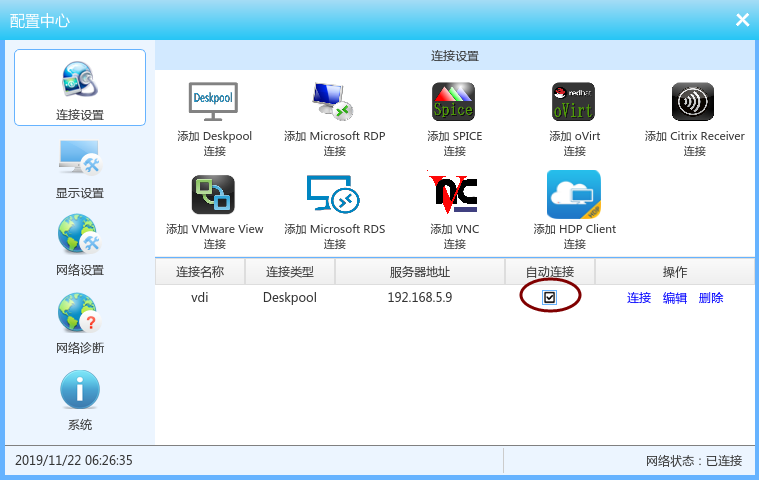 配置中心
连接设置
显示设置
网络设置
网络诊断
系统
连接设置
Deskpool
添加 Deskpool
连接
添加 Microsoft RDP
连接
Spice
添加 SPICE
连接
redhat
oVirt
添加 oVirt
连接
添加 Citrix Receiver
连接
添加 VMware View
连接
添加 Microsoft RDS
连接
VNC
添加 VNC
连接
HDP
添加 HDP Client
连接
连接名称 连接类型 服务器地址 自动连接 操作
vdi Deskpool 192.168.5.9 连接 编辑 删除
2019/11/22 06:26:35 网络状态：已连接